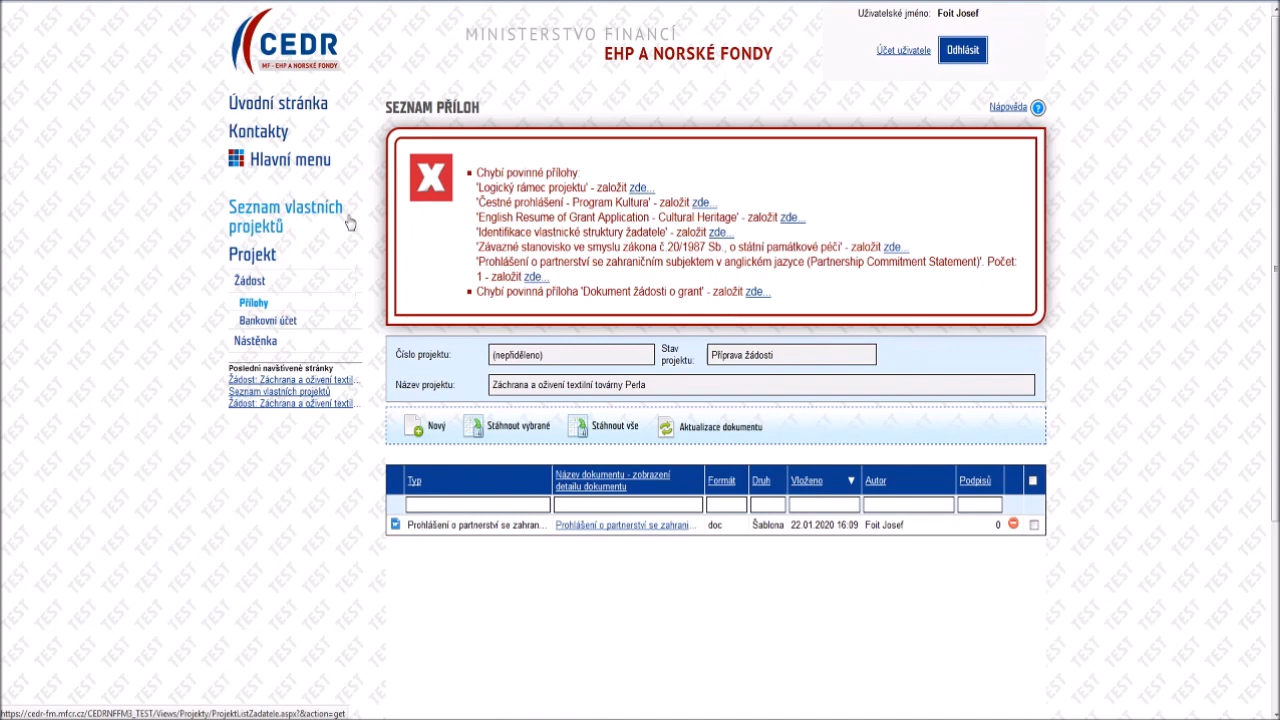 Uživatelské jméno: Foit Josef
CEDR
MF - EHP A NORSKÉ FONDY
MINISTERSTVO FINANCÍ
EHP A NORSKÉ FONDY
Účet uživatele
Odhlásit
Úvodní stránka
Kontakty
Hlavní menu
Seznam vlastních
projektů
Projekt
Žádost
Přílohy
Bankovní účet
Nástěnka
Poslední navštívené stránky
Žádost: Záchrana a oživení textil...
Seznam vlastních projektů
Žádost: Záchrana a oživení textil...
SEZNAM PŘÍLOH
Nápověda ?
Chybí povinné přílohy:
'Logický rámec projektu' - založit zde...
'Čestné prohlášení - Program Kultura' - založit zde...
'English Resume of Grant Application - Cultural Heritage' - založit zde...
'Identifikace vlastnické struktury žadatele' - založit zde...
'Závazné stanovisko ve smyslu zákona č.20/1987 Sb., o státní památkové péči' - založit zde...
'Prohlášení o partnerství se zahraničním subjektem v anglickém jazyce (Partnership Commitment Statement)'. Počet:
1 - založit zde...
Chybí povinná příloha 'Dokument žádosti o grant' - založit zde...
Číslo projektu: (nepřiděleno) Stav projektu: Příprava žádosti
Název projektu: Záchrana a oživení textilní továrny Perla
Nový Stáhnout vybrané Stáhnout vše Aktualizace dokumentu
Typ Název dokumentu - zobrazení detailu dokumentu Formát Druh Vloženo ▼ Autor Podpisů
Prohlášení o partnerství se zahran... Prohlášení o partnerství se zahrani... doc Šablona 22.01.2020 16:09 Foit Josef 0
https://cedr-fm.mfcr.cz/CEDRNFFM3_TEST/Views/Projekty/ProjektListZadatele.aspx?&action=get
TEST